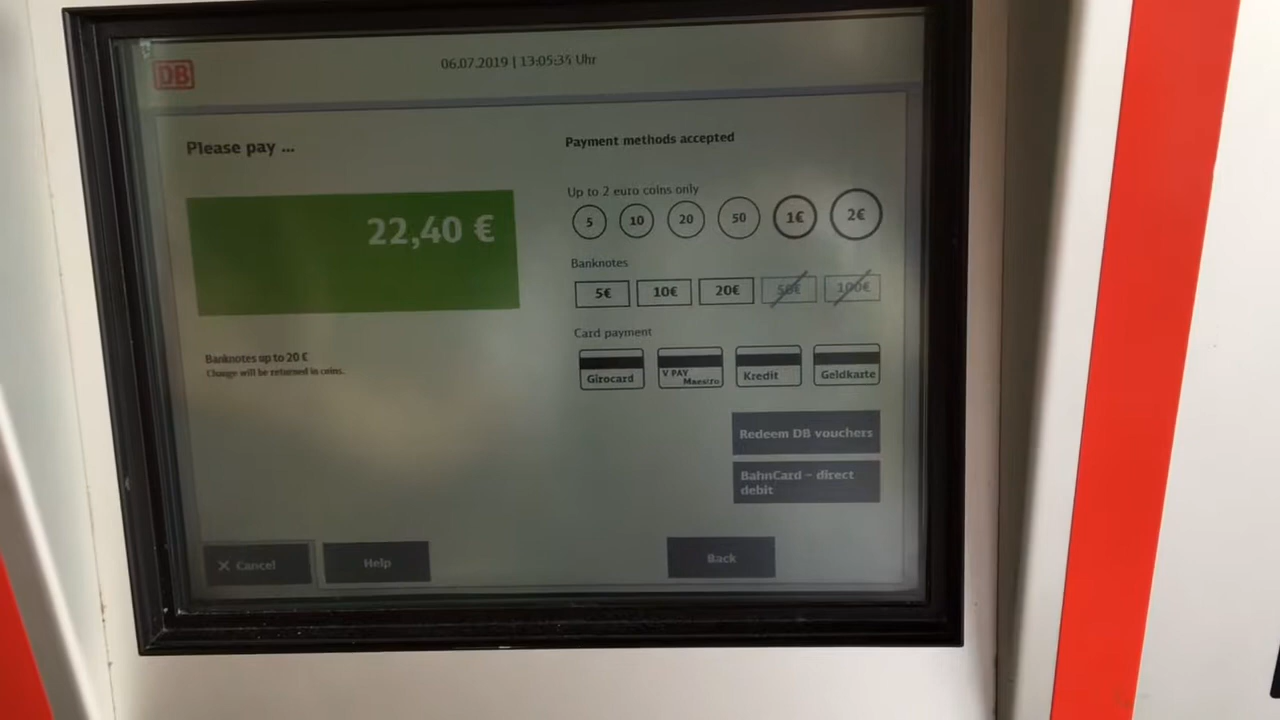 DB
06.07.2019 | 13:05:34 Uhr
Please pay ...
22,40 €
Banknotes up to 20 €
Change will be returned in coins.
Payment methods accepted
Up to 2 euro coins only
5 10 20 50 1€ 2€
Banknotes
5€ 10€ 20€ 50€ 100€
Card payment
Girocard
V PAY
Maestro
Kredit
Geldkarte
Redeem DB vouchers
BahnCard – direct
debit
X Cancel
Help
Back